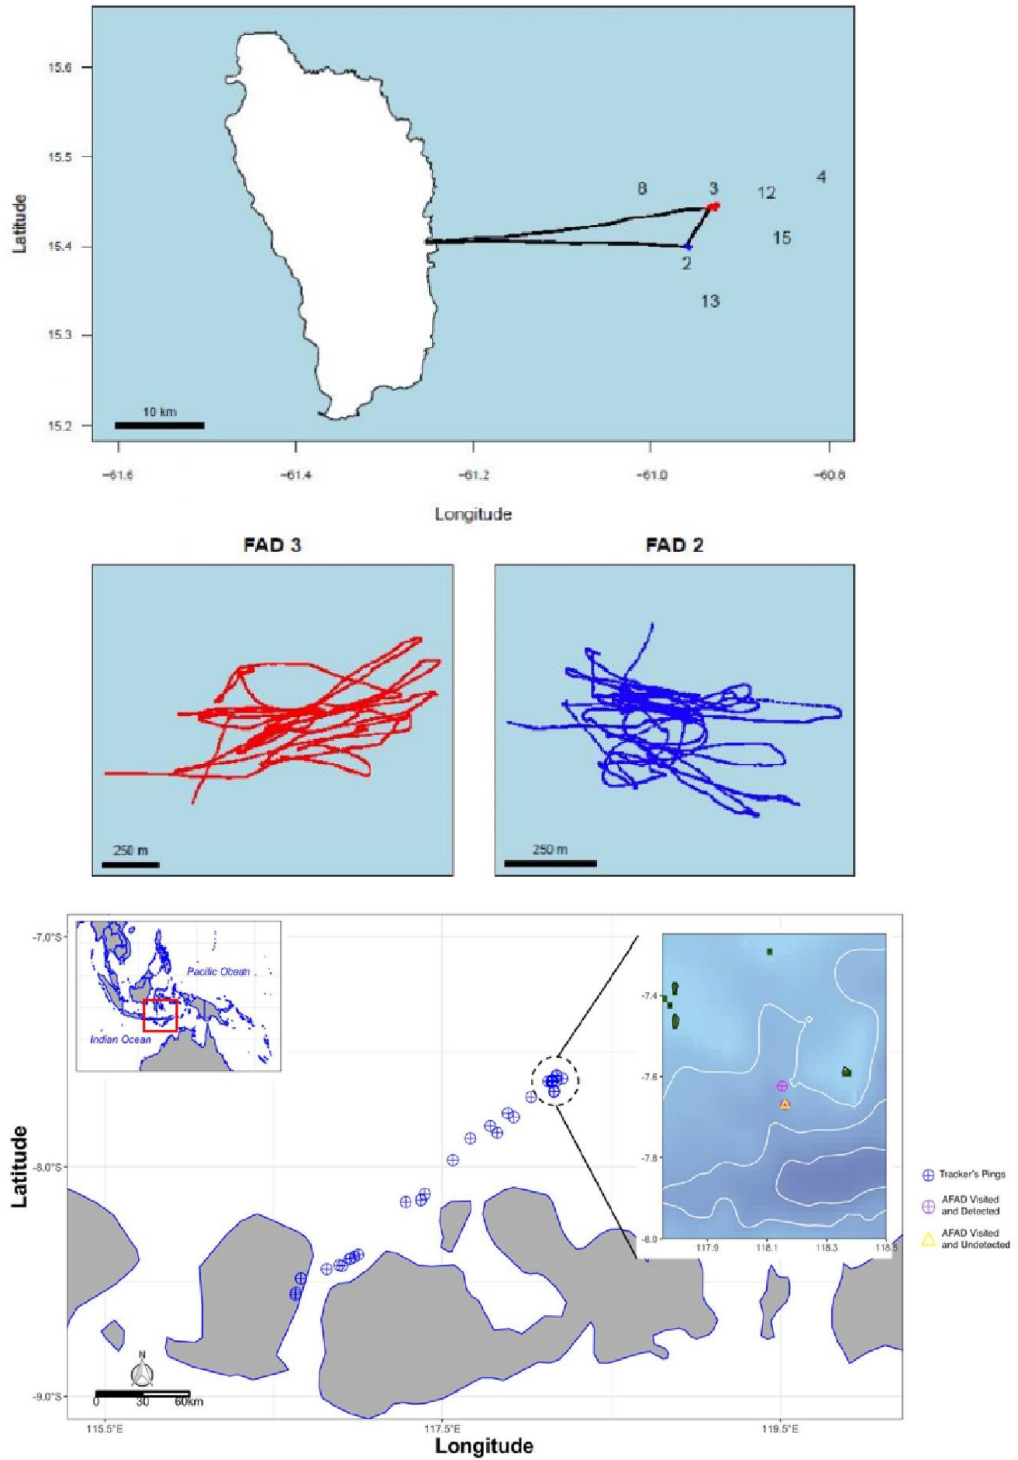 15.6
15.5
15.4
15.3
15.2
Latitude
8
3
12
4
15
2
13
10 km
−61.6
−61.4
−61.2
−61.0
−60.8
Longitude
FAD 3
FAD 2
250 m
250 m
-7.0°S
-8.0°S
-9.0°S
Latitude
Pacific Ocean
Indian Ocean
-7.4
-7.6
-7.8
-8.0
117.9
118.1
118.3
118.5
Tracker's Pings
AFAD Visited
and Detected
AFAD Visited
and Undetected
N
0
30
60km
115.5°E
117.5°E
119.5°E
Longitude